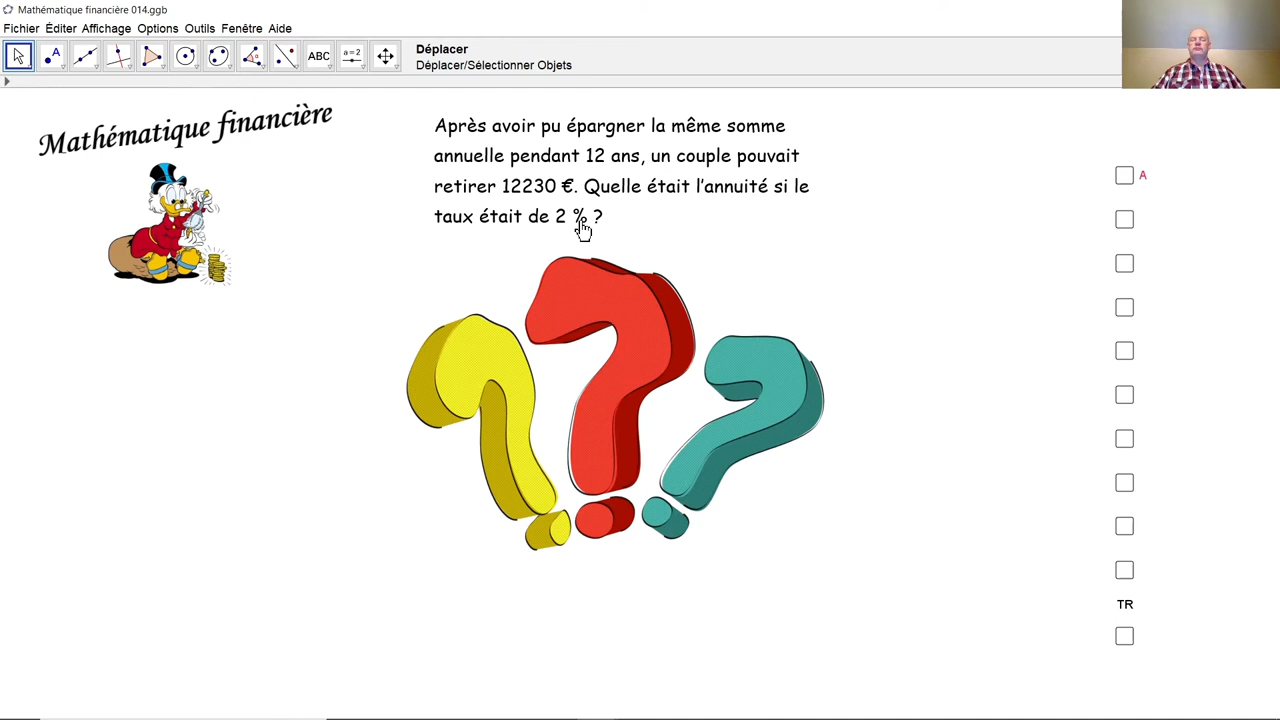 Mathématique financière 014.ggb
Fichier Éditer Affichage Options Outils Fenêtre Aide
A
ABC
a=2
Déplacer
Déplacer/Sélectionner Objets
Mathématique financière
Après avoir pu épargner la même somme
annuelle pendant 12 ans, un couple pouvait
retirer 12230 €. Quelle était l’annuité si le
taux était de 2 % ?
A
TR